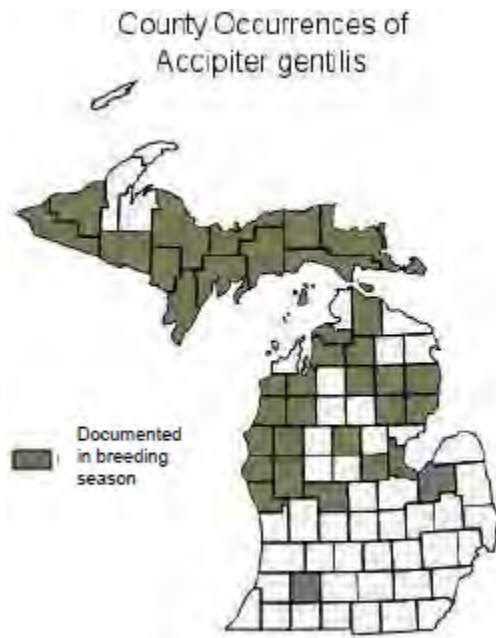 County Occurrences of
Accipiter gentilis
Documented
in breeding
season